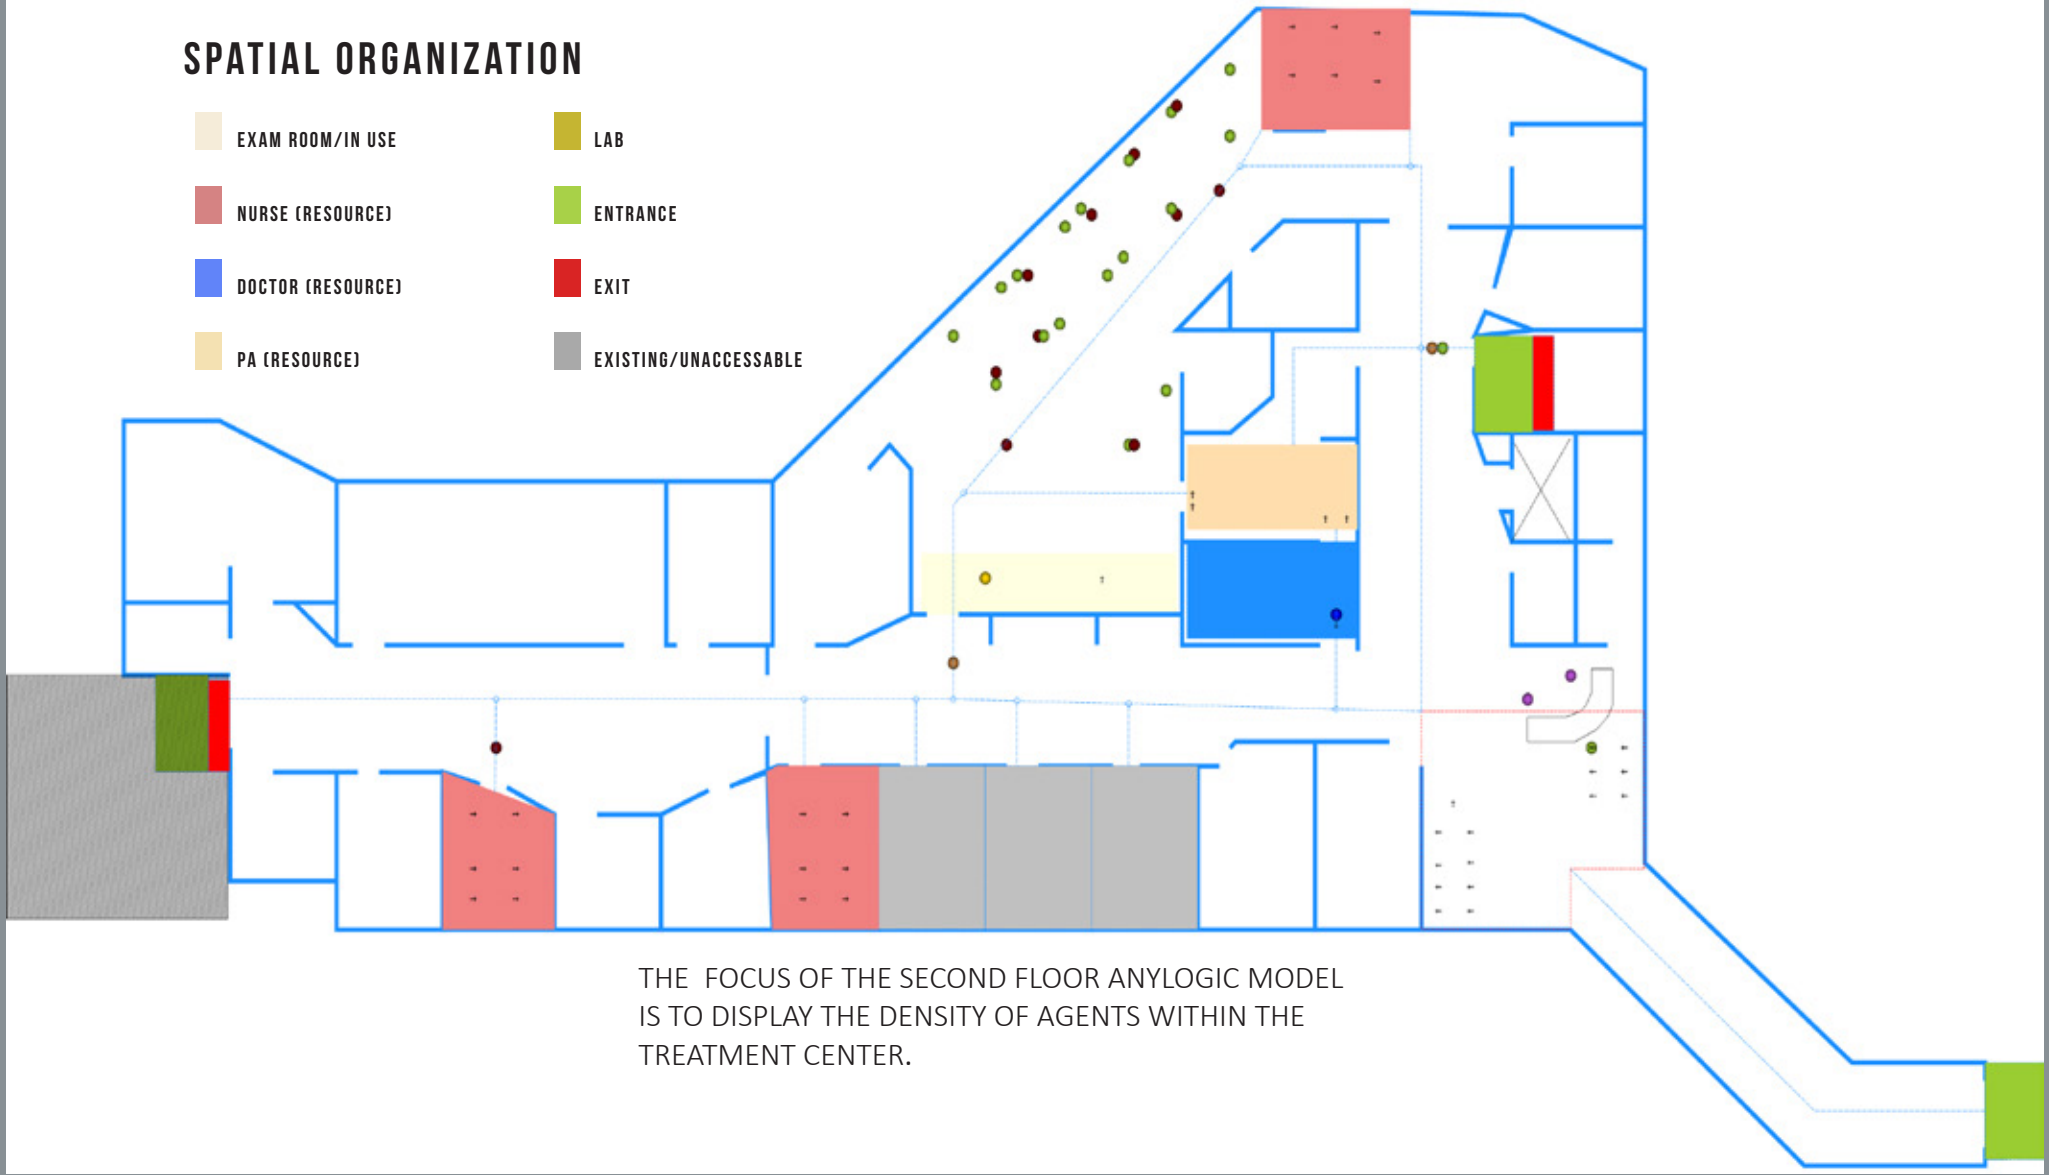 SPATIAL ORGANIZATION
EXAM ROOM/IN USE
NURSE (RESOURCE)
DOCTOR (RESOURCE)
PA (RESOURCE)
LAB
ENTRANCE
EXIT
EXISTING/UNACCESSABLE
THE FOCUS OF THE SECOND FLOOR ANYLOGIC MODEL
IS TO DISPLAY THE DENSITY OF AGENTS WITHIN THE
TREATMENT CENTER.